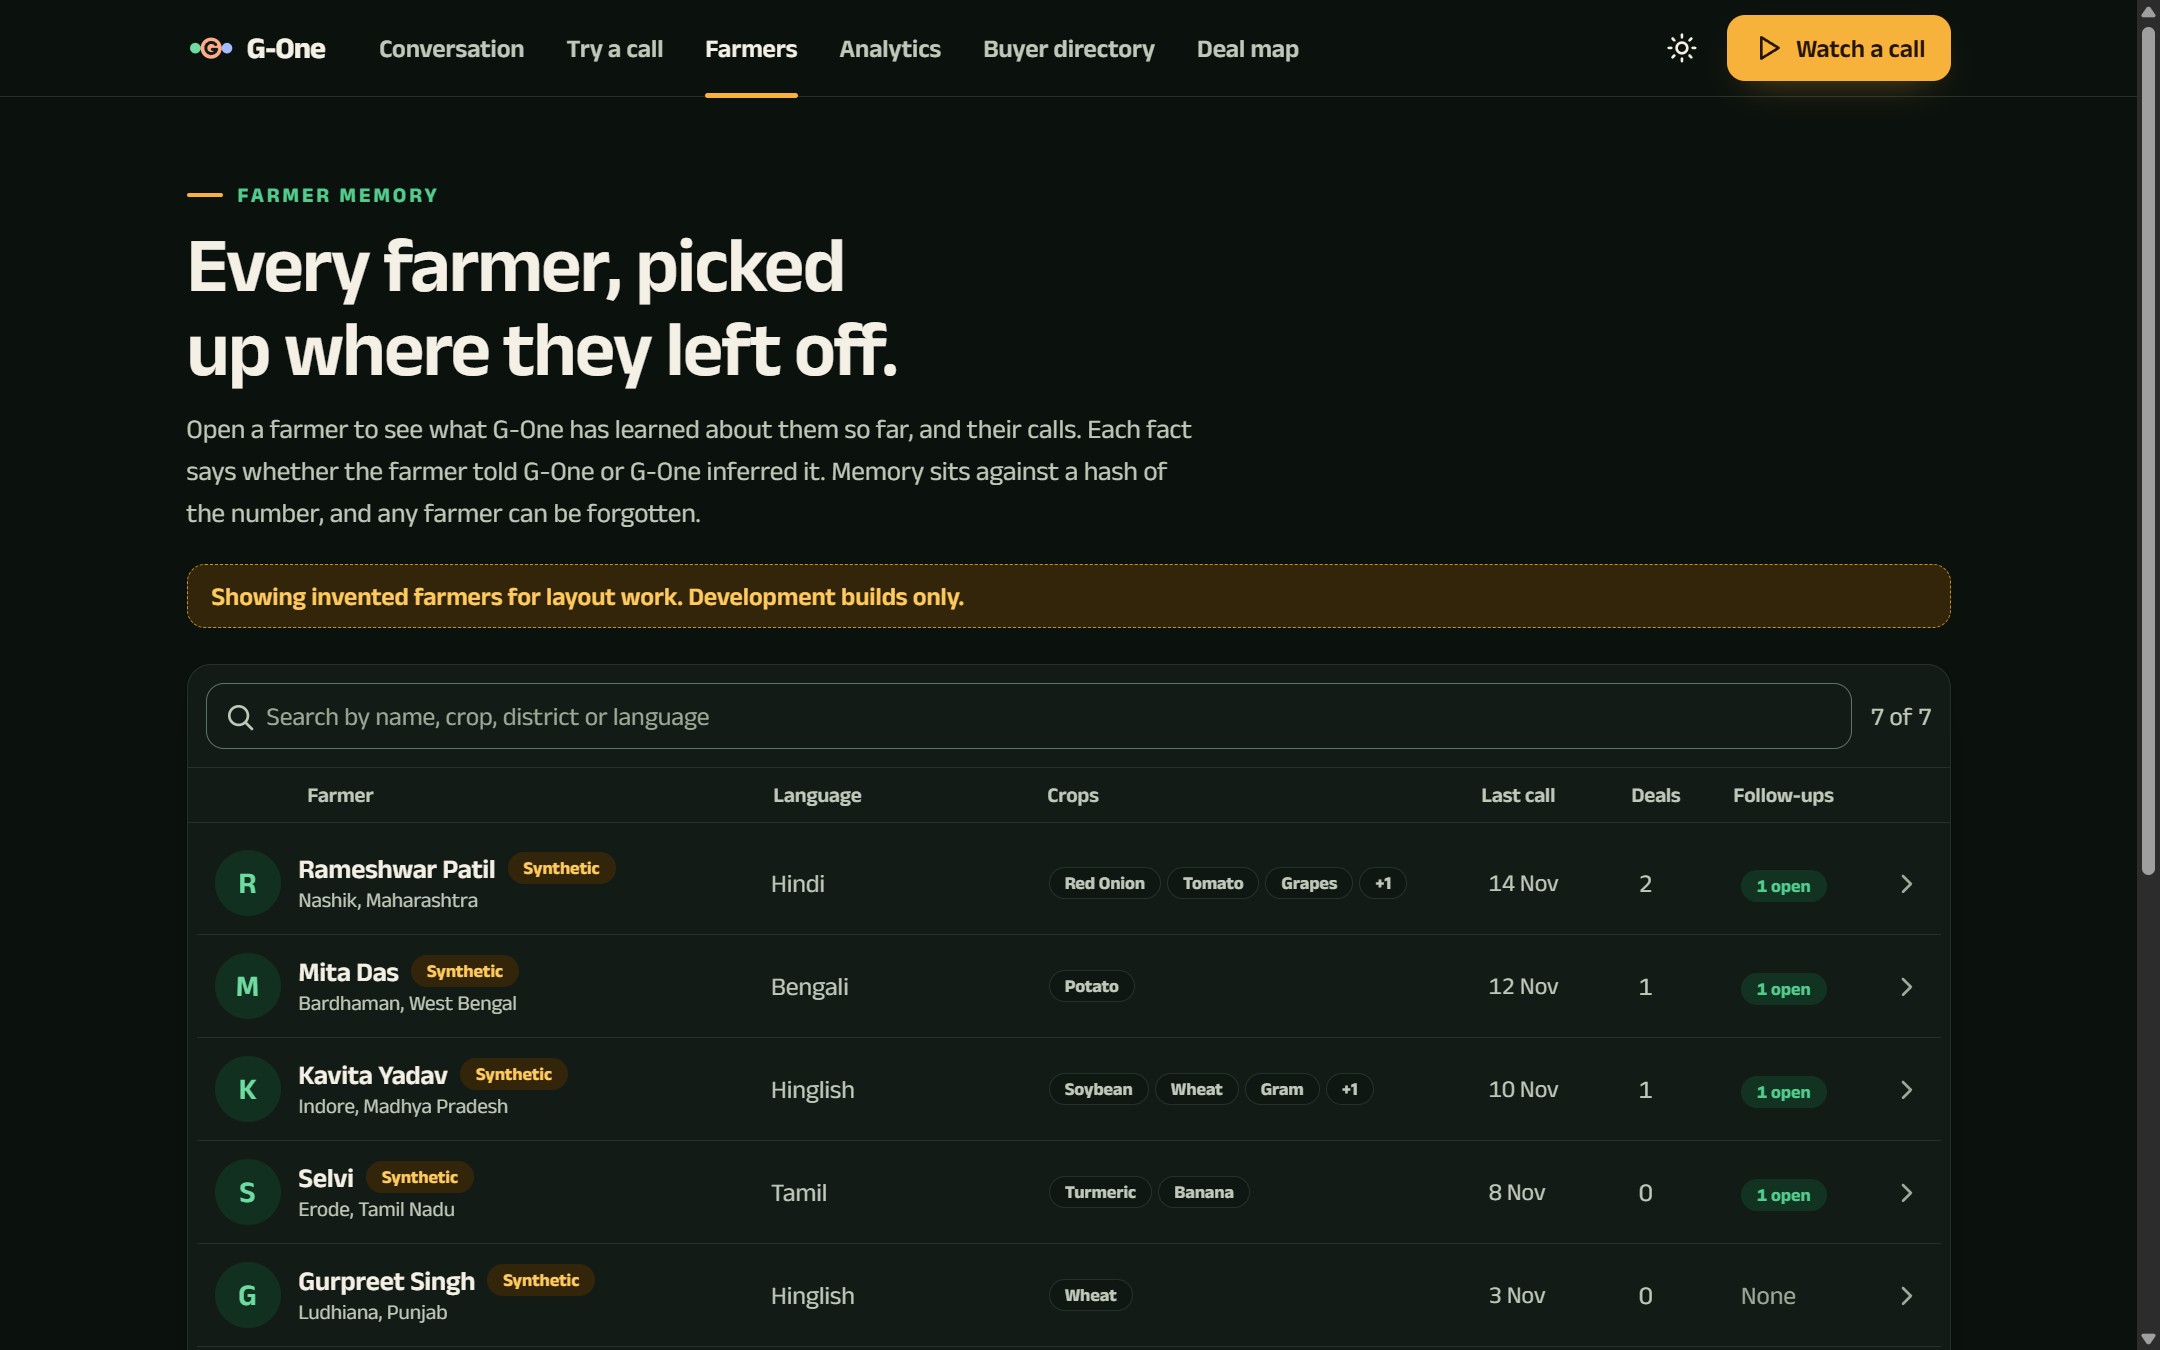 G-One
Conversation
Try a call
Farmers
Analytics
Buyer directory
Deal map
Watch a call
FARMER MEMORY
Every farmer, picked
up where they left off.
Open a farmer to see what G-One has learned about them so far, and their calls. Each fact
says whether the farmer told G-One or G-One inferred it. Memory sits against a hash of
the number, and any farmer can be forgotten.
Showing invented farmers for layout work. Development builds only.
Search by name, crop, district or language
7 of 7
Farmer Language Crops Last call Deals Follow-ups
R Rameshwar Patil Synthetic Hindi Red Onion Tomato Grapes +1 14 Nov 2 1 open
Nashik, Maharashtra
M Mita Das Synthetic Bengali Potato 12 Nov 1 1 open
Bardhaman, West Bengal
K Kavita Yadav Synthetic Hinglish Soybean Wheat Gram +1 10 Nov 1 1 open
Indore, Madhya Pradesh
S Selvi Synthetic Tamil Turmeric Banana 8 Nov 0 1 open
Erode, Tamil Nadu
G Gurpreet Singh Synthetic Hinglish Wheat 3 Nov 0 None
Ludhiana, Punjab